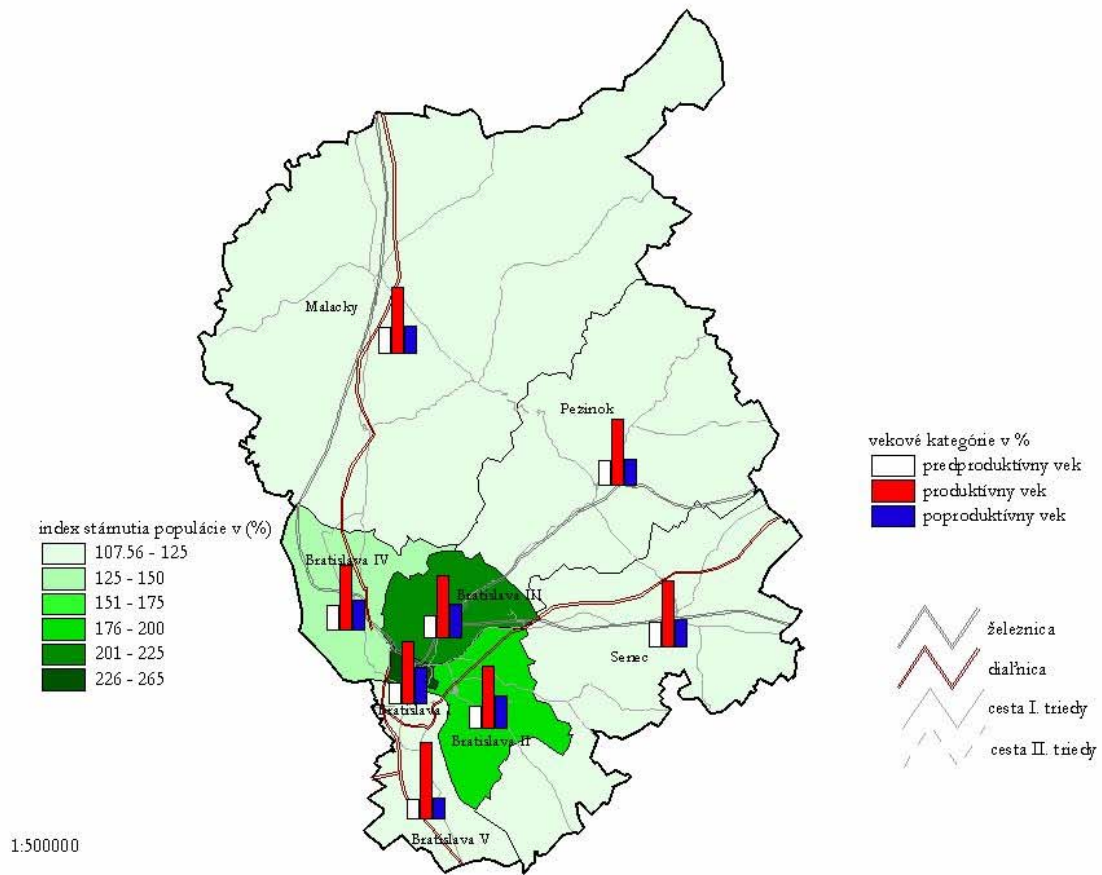 Malacky
Pezinok
vekové kategórie v %
predproduktívny vek
produktívny vek
poproduktívny vek
index stárnutia populácie v (%)
107.56 - 125
125 - 150
151 - 175
176 - 200
201 - 225
226 - 265
Bratislava IV
Bratislava III
Senec
Bratislava I
Bratislava II
Bratislava V
železnica
diaľnica
cesta I. triedy
cesta II. triedy
1:500000